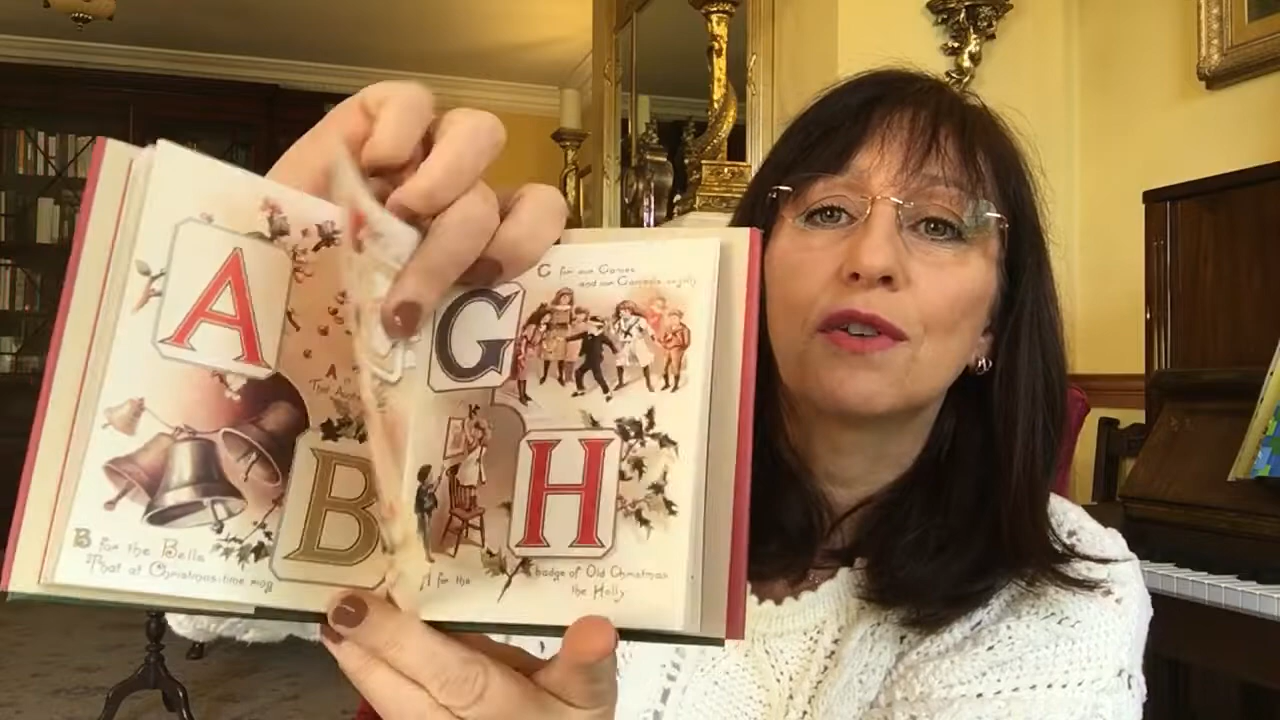 A
A
B
B for the Bells
That at Christmas-time ring
G
G for our Games
and our Gambols so jolly
H
H for the badge of Old Christmas
the Holly